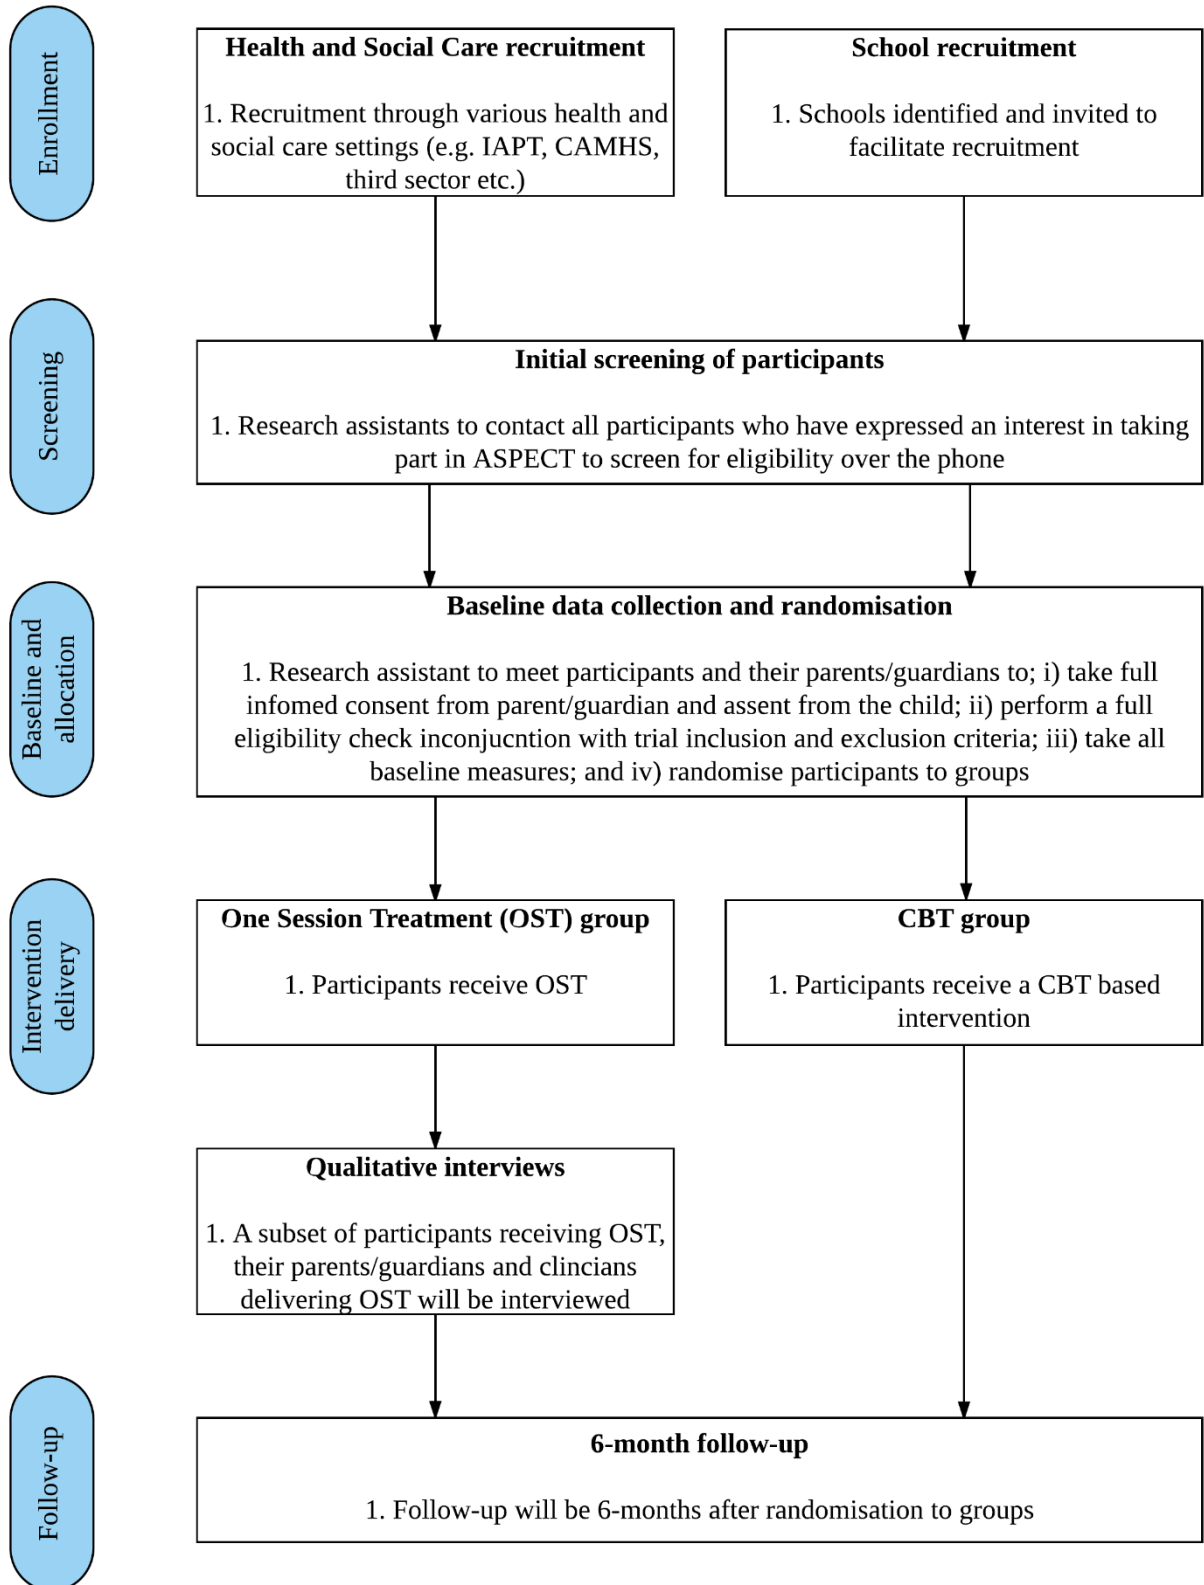 Enrollment
Health and Social Care recruitment
1. Recruitment through various health and
social care settings (e.g. IAPT, CAMHS,
third sector etc.)
School recruitment
1. Schools identified and invited to
facilitate recruitment
Screening
Initial screening of participants
1. Research assistants to contact all participants who have expressed an interest in taking
part in ASPECT to screen for eligibility over the phone
Baseline and
allocation
Baseline data collection and randomisation
1. Research assistant to meet participants and their parents/guardians to; i) take full
infomed consent from parent/guardian and assent from the child; ii) perform a full
eligibility check inconjucntion with trial inclusion and exclusion criteria; iii) take all
baseline measures; and iv) randomise participants to groups
Intervention
delivery
One Session Treatment (OST) group
1. Participants receive OST
CBT group
1. Participants receive a CBT based
intervention
Qualitative interviews
1. A subset of participants receiving OST,
their parents/guardians and clincians
delivering OST will be interviewed
Follow-up
6-month follow-up
1. Follow-up will be 6-months after randomisation to groups